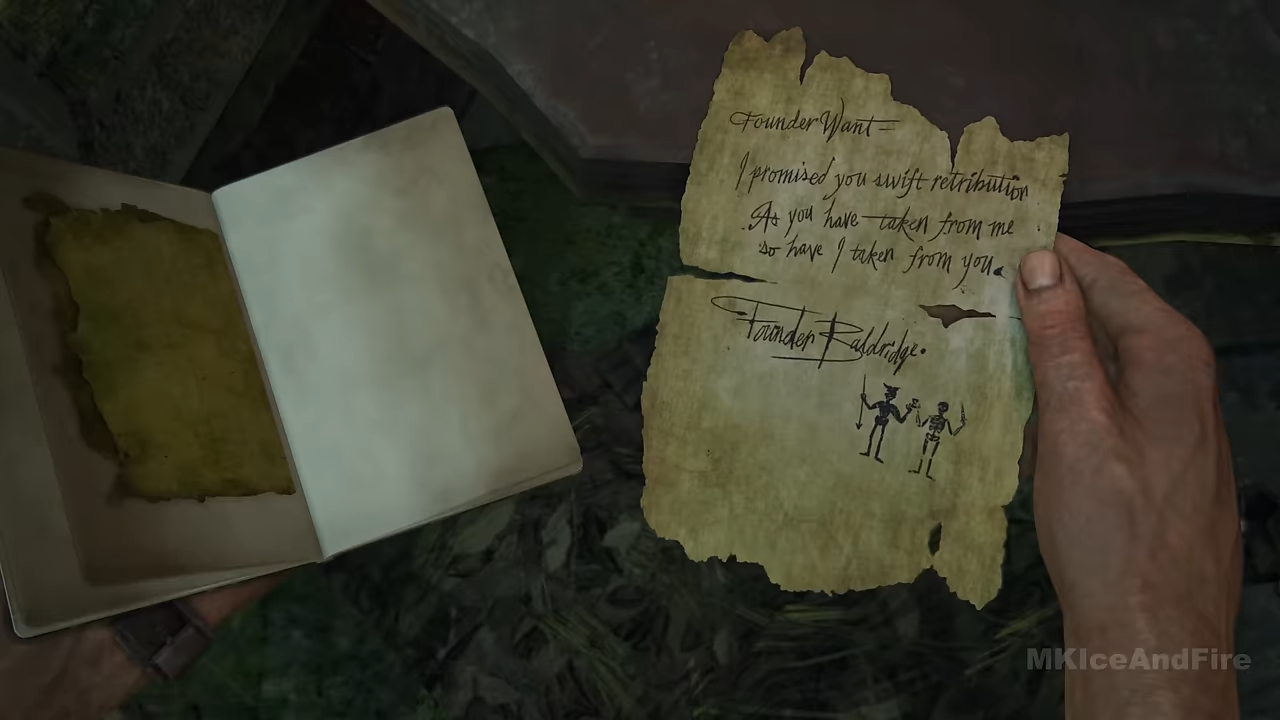 Founder Want–
I promised you swift retribution
As you have taken from me
so have I taken from you.
Founder Baldridge.
MKIceAndFire